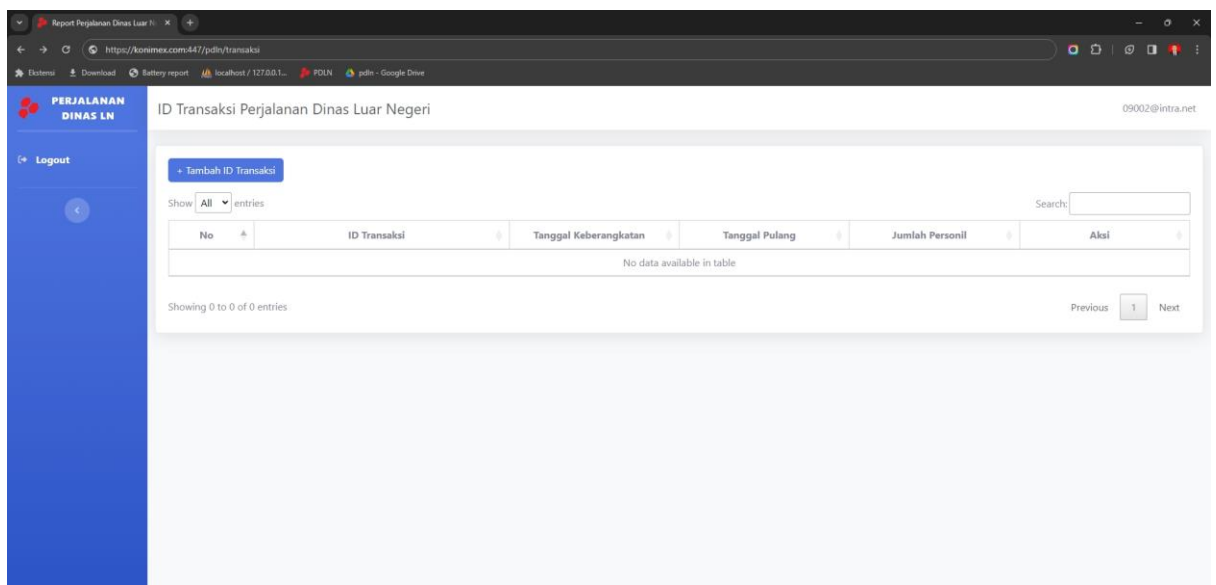 Report Perjalanan Dinas Luar N
https://konimex.com:447/pdln/transaksi
Ekstensi Download Battery report localhost / 127.0.0.1... PDLN pdln - Google Drive
PERJALANAN
DINAS LN
ID Transaksi Perjalanan Dinas Luar Negeri
09002@intra.net
Logout
+ Tambah ID Transaksi
Show All entries
Search:
No ID Transaksi Tanggal Keberangkatan Tanggal Pulang Jumlah Personil Aksi
No data available in table
Showing 0 to 0 of 0 entries
Previous 1 Next